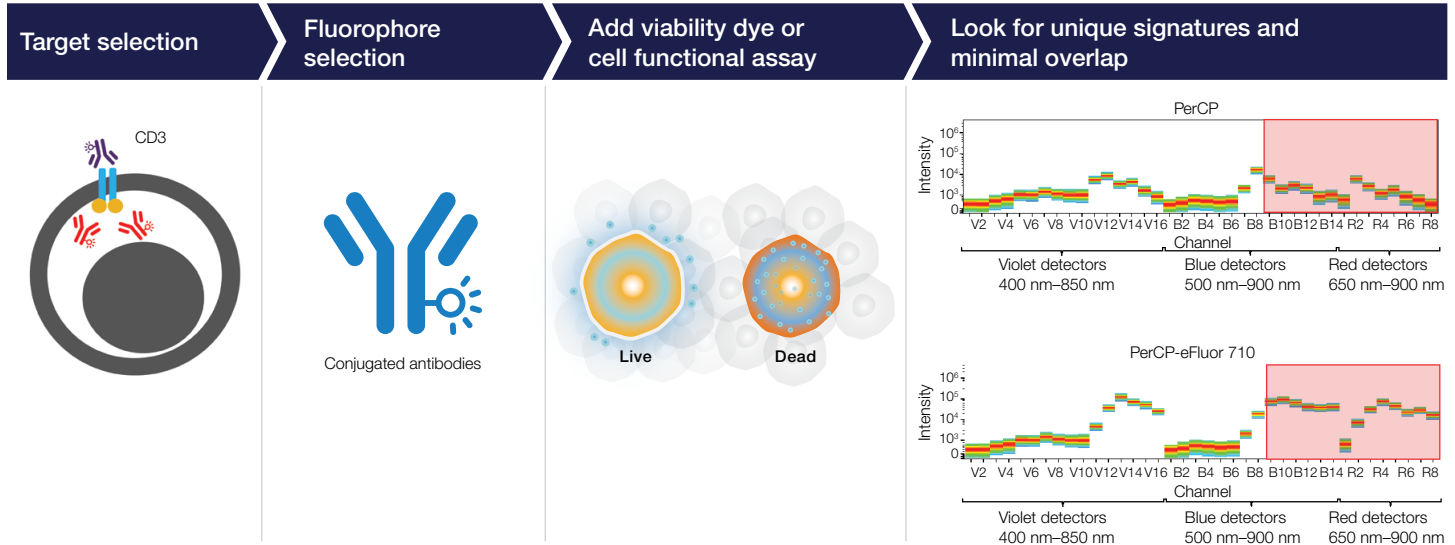 Target selection
Fluorophore
selection
Add viability dye or
cell functional assay
Look for unique signatures and
minimal overlap
CD3
Conjugated antibodies
Live
Dead
PerCP
Intensity
10⁶
10⁵
10⁴
10³
0
V2 V4 V6 V8 V10 V12 V14 V16 B2 B4 B6 B8 B10 B12 B14 R2 R4 R6 R8
Channel
Violet detectors
400 nm–850 nm
Blue detectors
500 nm–900 nm
Red detectors
650 nm–900 nm
PerCP-eFluor 710
Intensity
10⁶
10⁵
10⁴
10³
0
V2 V4 V6 V8 V10 V12 V14 V16 B2 B4 B6 B8 B10 B12 B14 R2 R4 R6 R8
Channel
Violet detectors
400 nm–850 nm
Blue detectors
500 nm–900 nm
Red detectors
650 nm–900 nm